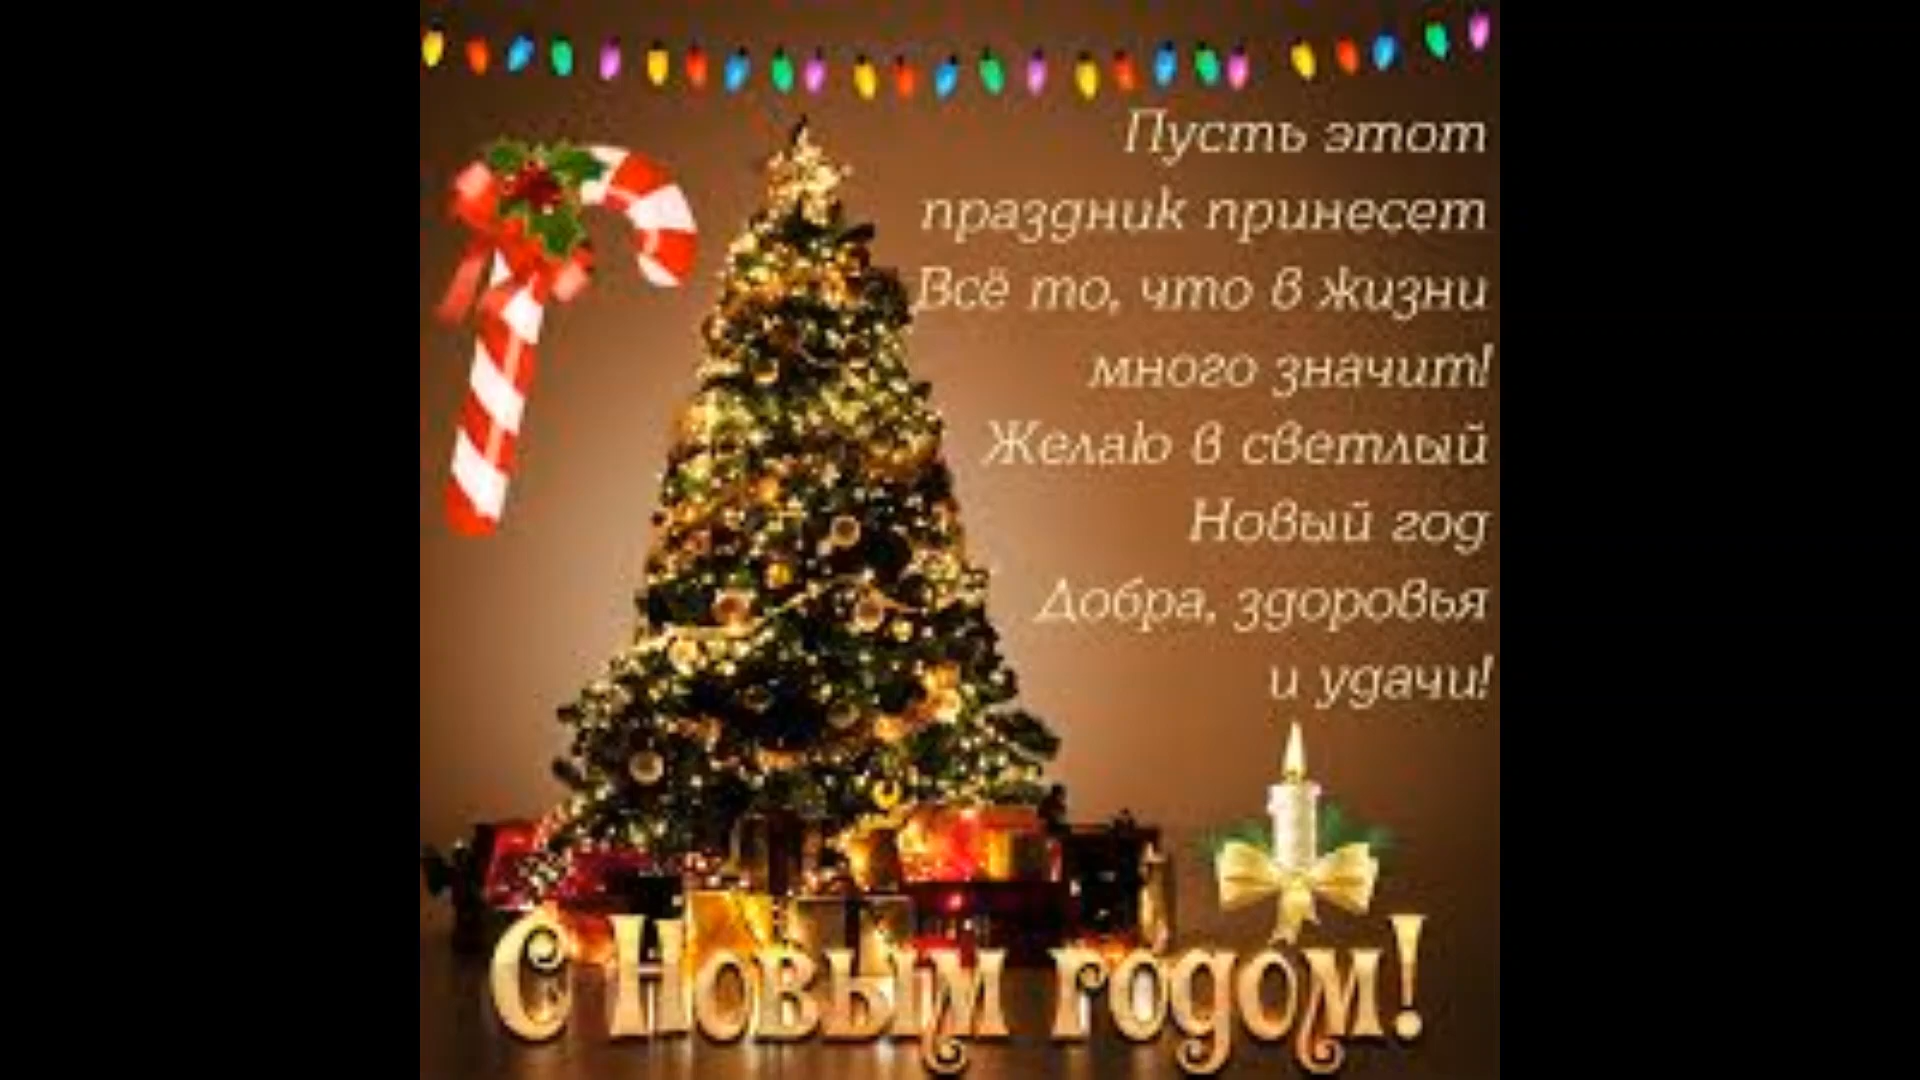 Пусть этот
праздник принесет
Всё то, что в жизни
много значит!
Желаю в светлый
Новый год
Добра, здоровья
и удачи!
С Новым годом!